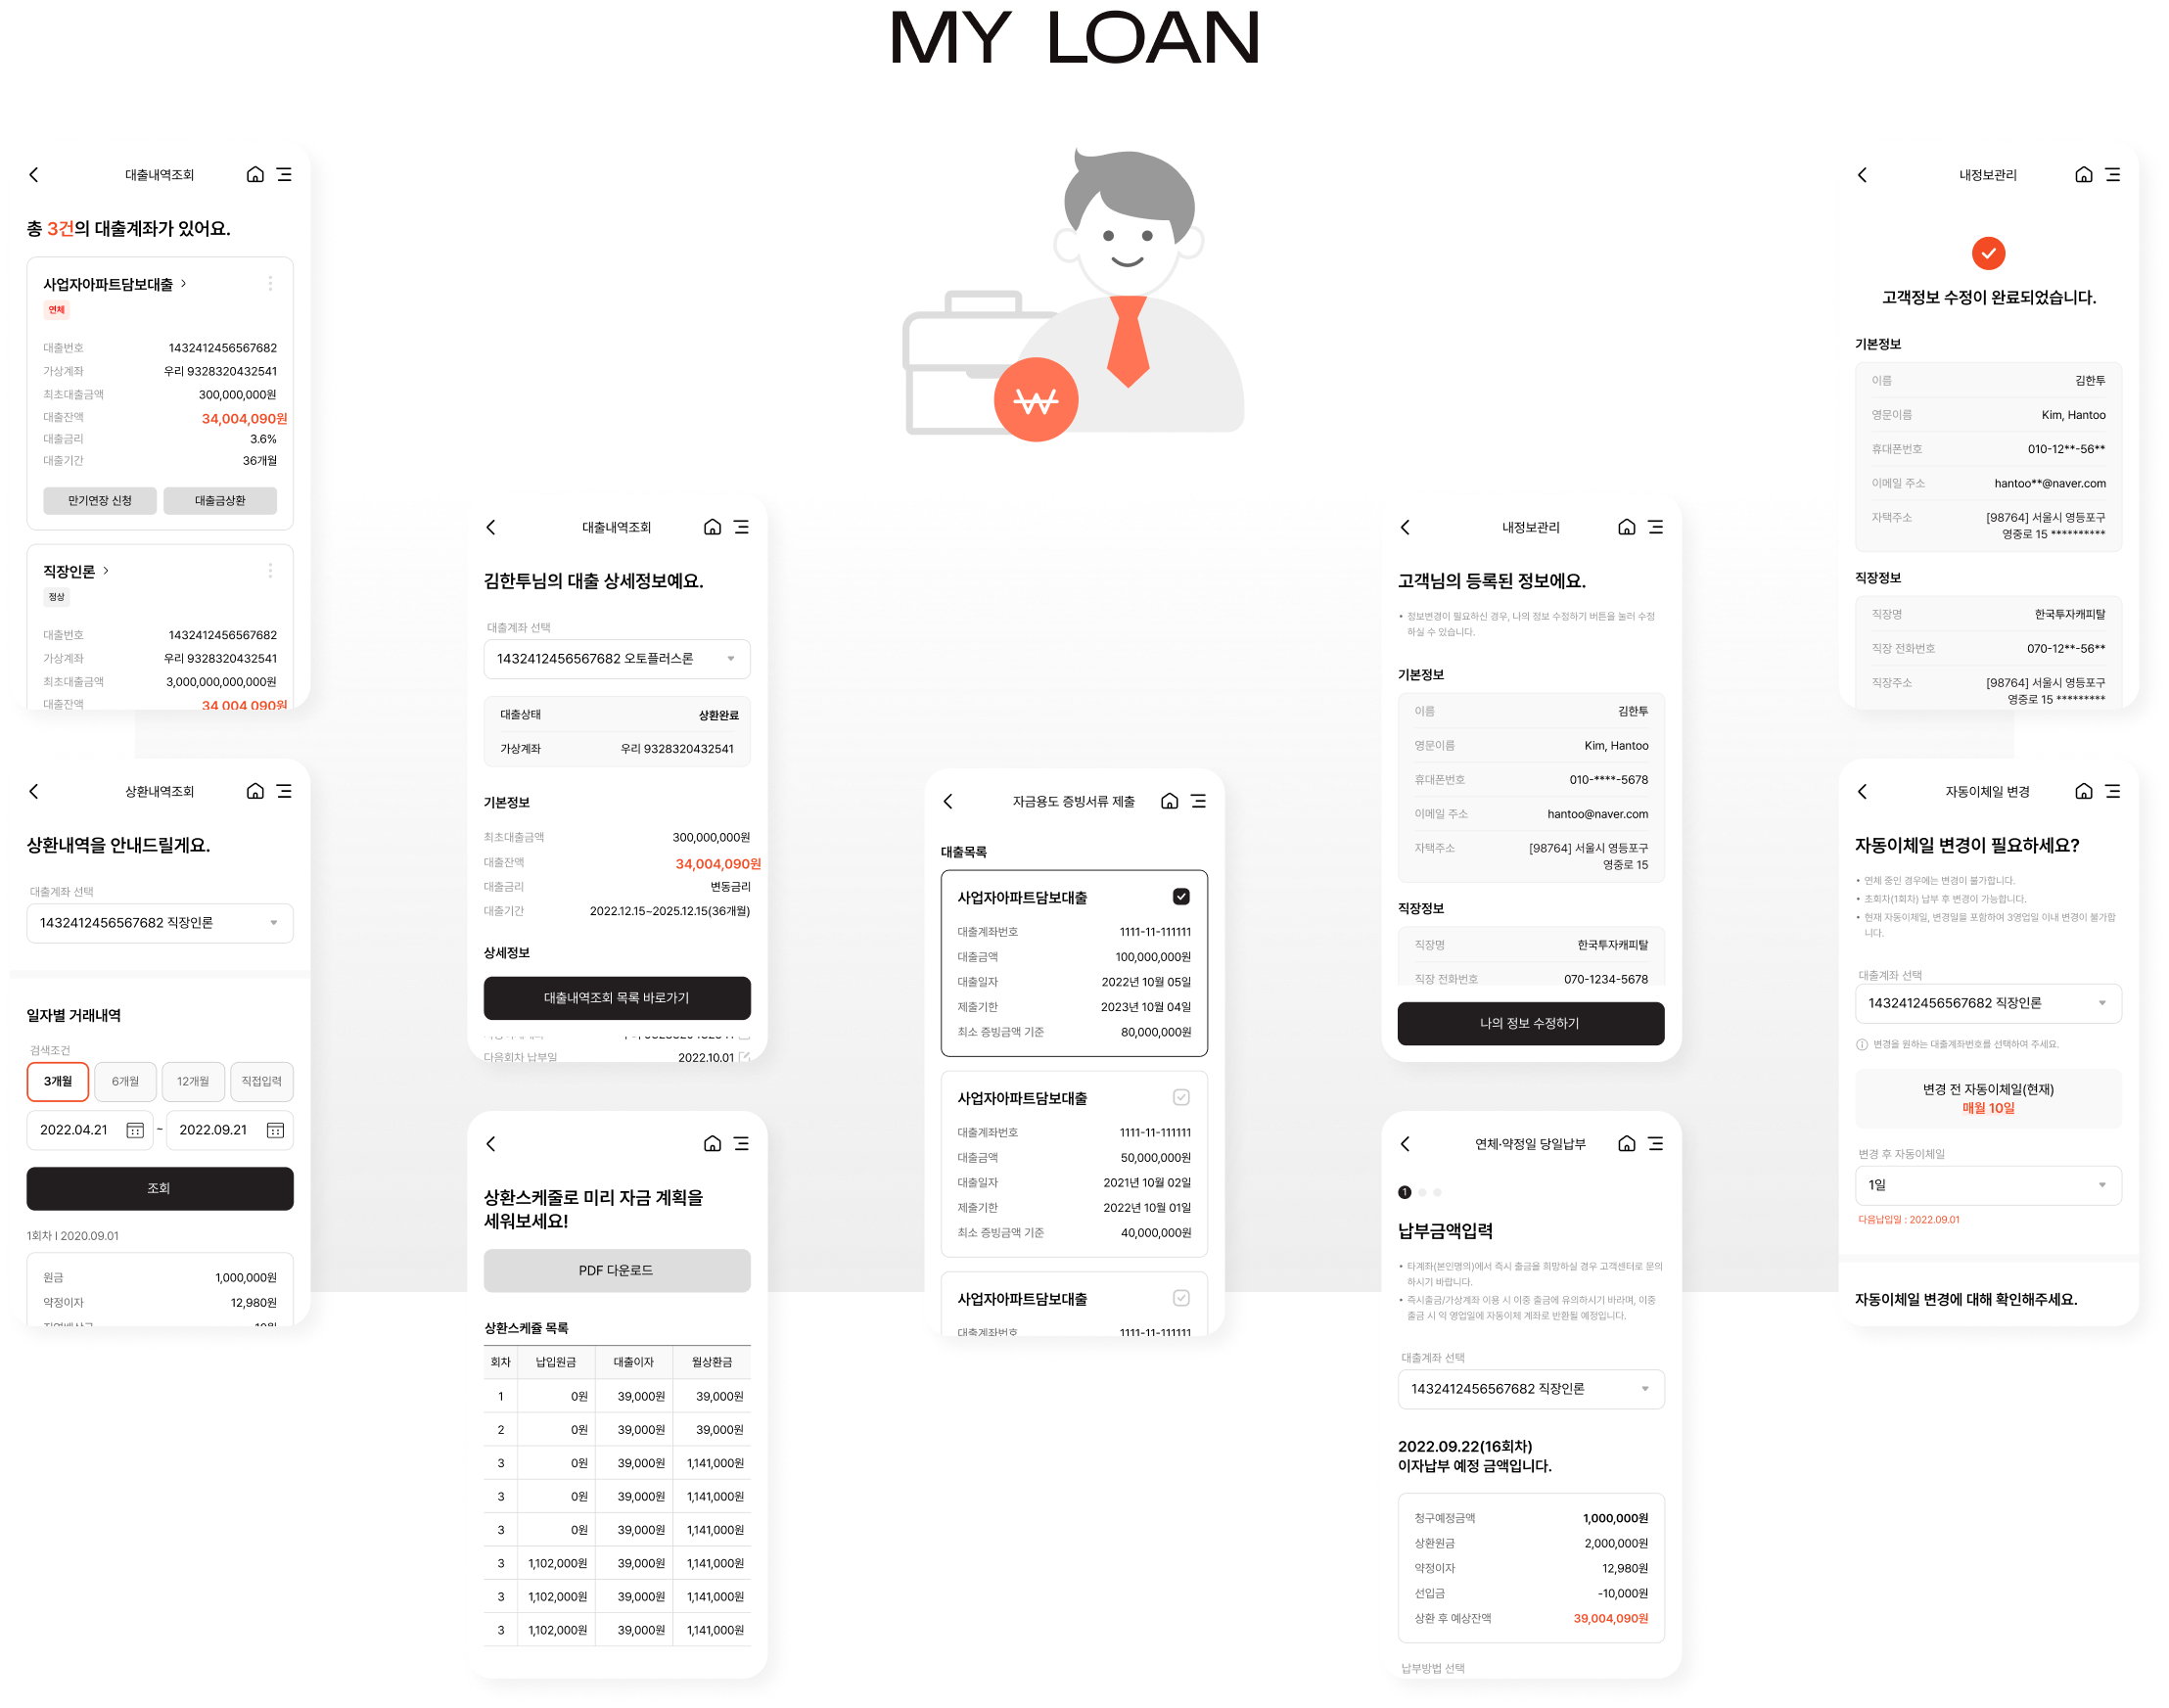 MY LOAN
대출내역조회
총 3건의 대출계좌가 있어요.
사업자아파트담보대출
연체
대출번호 1432412456567682
가상계좌 우리 9328320432541
최초대출금액 300,000,000원
대출잔액 34,004,090원
대출금리 3.6%
대출기간 36개월
만기연장 신청 대출금상환
직장인론
정상
대출번호 1432412456567682
가상계좌 우리 9328320432541
최초대출금액 3,000,000,000,000원
대출잔액 34,004,090원
상환내역조회
상환내역을 안내드릴게요.
대출계좌 선택
1432412456567682 직장인론
일자별 거래내역
검색조건
3개월 6개월 12개월 직접입력
2022.04.21 ~ 2022.09.21
조회
1회차 I 2020.09.01
원금 1,000,000원
약정이자 12,980원
대출내역조회
김한투님의 대출 상세정보예요.
대출계좌 선택
1432412456567682 오토플러스론
대출상태 상환완료
가상계좌 우리 9328320432541
기본정보
최초대출금액 300,000,000원
대출잔액 34,004,090원
대출금리 변동금리
대출기간 2022.12.15~2025.12.15(36개월)
상세정보
대출내역조회 목록 바로가기
다음회차 납부일 2022.10.01
상환스케줄로 미리 자금 계획을
세워보세요!
PDF 다운로드
상환스케쥴 목록
회차 납입원금 대출이자 월상환금
1 0원 39,000원 39,000원
2 0원 39,000원 39,000원
3 0원 39,000원 1,141,000원
3 0원 39,000원 1,141,000원
3 0원 39,000원 1,141,000원
3 1,102,000원 39,000원 1,141,000원
3 1,102,000원 39,000원 1,141,000원
3 1,102,000원 39,000원 1,141,000원
자금용도 증빙서류 제출
대출목록
사업자아파트담보대출
대출계좌번호 1111-11-111111
대출금액 100,000,000원
대출일자 2022년 10월 05일
제출기한 2023년 10월 04일
최소 증빙금액 기준 80,000,000원
사업자아파트담보대출
대출계좌번호 1111-11-111111
대출금액 50,000,000원
대출일자 2021년 10월 02일
제출기한 2022년 10월 01일
최소 증빙금액 기준 40,000,000원
사업자아파트담보대출
대출계좌번호 1111-11-111111
내정보관리
고객님의 등록된 정보에요.
• 정보변경이 필요하신 경우, 나의 정보 수정하기 버튼을 눌러 수정
하실 수 있습니다.
기본정보
이름 김한투
영문이름 Kim, Hantoo
휴대폰번호 010-****-5678
이메일 주소 hantoo@naver.com
자택주소 [98764] 서울시 영등포구
영중로 15
직장정보
직장명 한국투자캐피탈
직장 전화번호 070-1234-5678
나의 정보 수정하기
연체·약정일 당일납부
1
납부금액입력
• 타계좌(본인명의)에서 즉시 출금을 희망하실 경우 고객센터로 문의
하시기 바랍니다.
• 즉시출금/가상계좌 이용 시 이중 출금에 유의하시기 바라며, 이중
출금 시 익 영업일에 자동이체 계좌로 반환될 예정입니다.
대출계좌 선택
1432412456567682 직장인론
2022.09.22(16회차)
이자납부 예정 금액입니다.
청구예정금액 1,000,000원
상환원금 2,000,000원
약정이자 12,980원
선입금 -10,000원
상환 후 예상잔액 39,004,090원
납부방법 선택
내정보관리
고객정보 수정이 완료되었습니다.
기본정보
이름 김한투
영문이름 Kim, Hantoo
휴대폰번호 010-12**-56**
이메일 주소 hantoo**@naver.com
자택주소 [98764] 서울시 영등포구
영중로 15 **********
직장정보
직장명 한국투자캐피탈
직장 전화번호 070-12**-56**
직장주소 [98764] 서울시 영등포구
영중로 15 *********
자동이체일 변경
자동이체일 변경이 필요하세요?
• 연체 중인 경우에는 변경이 불가합니다.
• 초회차(1회차) 납부 후 변경이 가능합니다.
• 현재 자동이체일, 변경일을 포함하여 3영업일 이내 변경이 불가합
니다.
대출계좌 선택
1432412456567682 직장인론
변경을 원하는 대출계좌번호를 선택하여 주세요.
변경 전 자동이체일(현재)
매월 10일
변경 후 자동이체일
1일
다음납입일 : 2022.09.01
자동이체일 변경에 대해 확인해주세요.